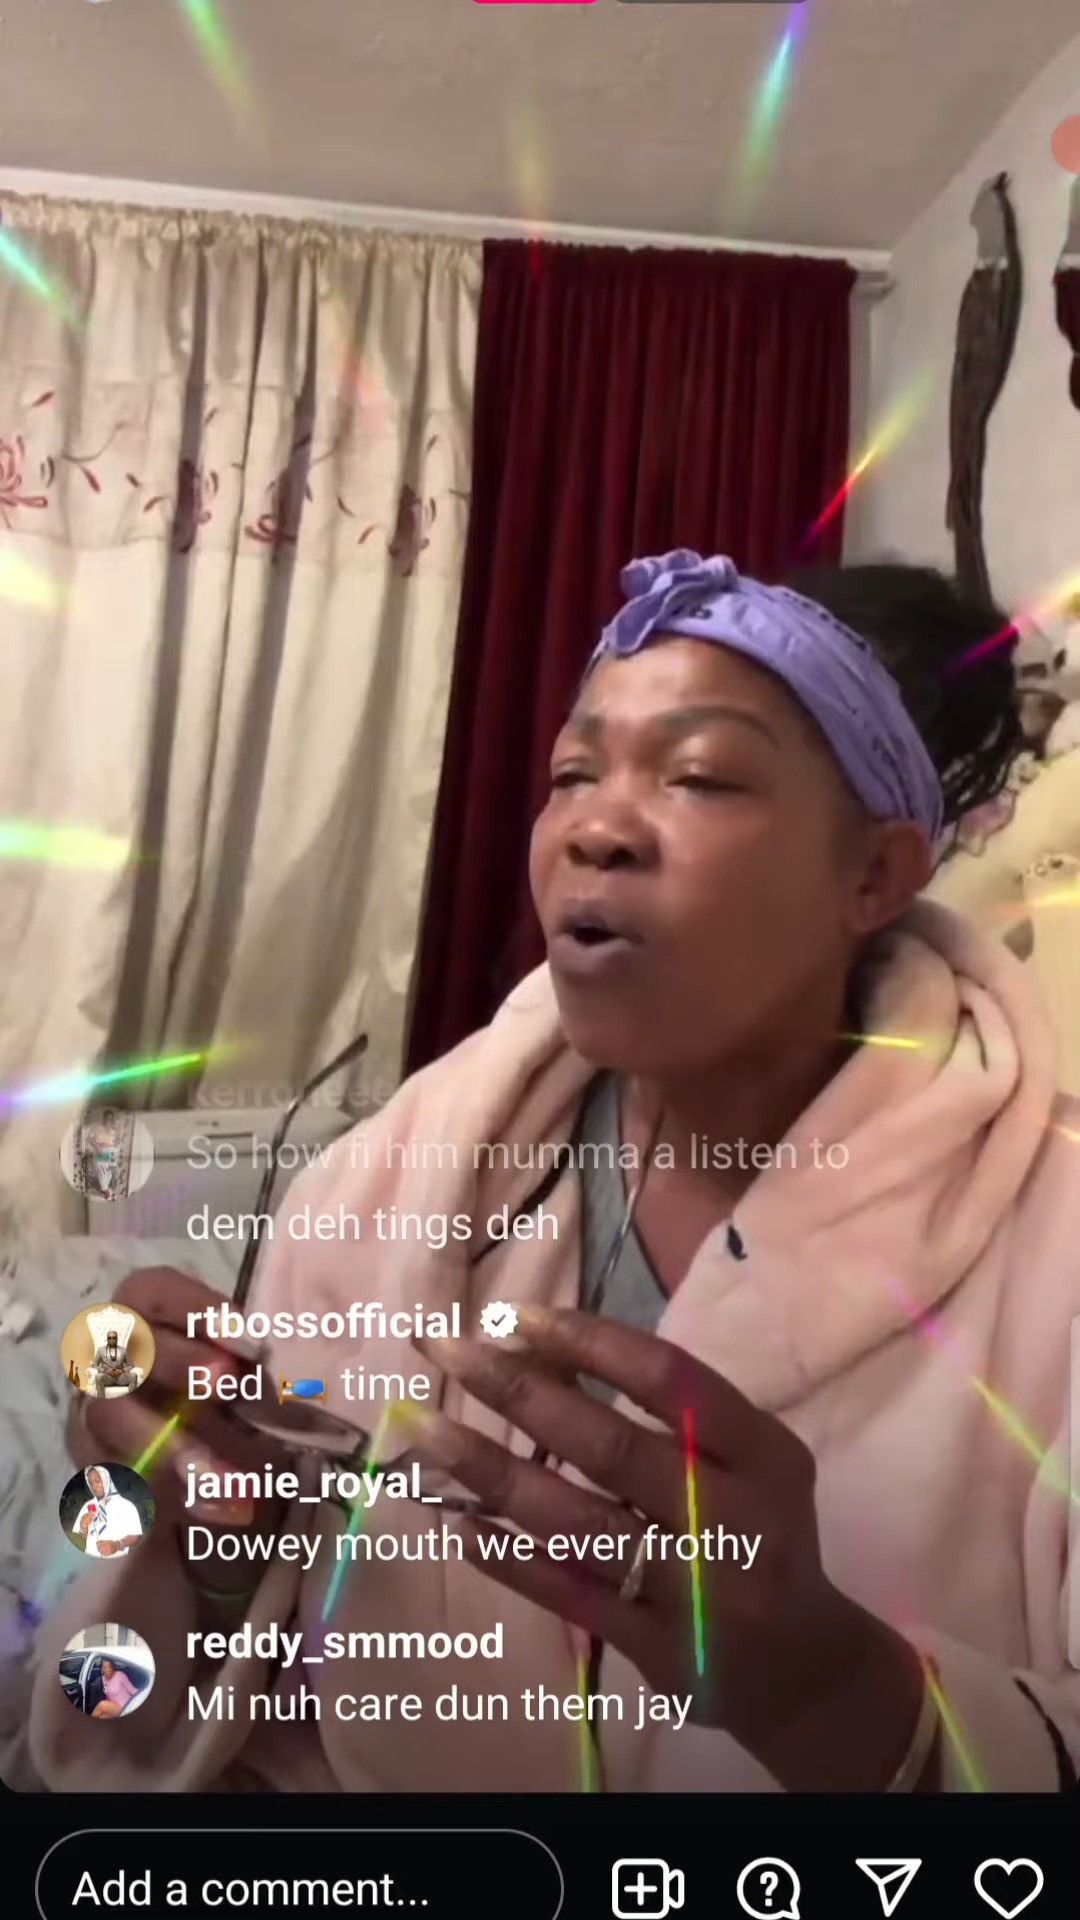 So how fi him mumma a listen to
dem deh tings deh
rtbossofficial
Bed 🛌 time
jamie_royal_
Dowey mouth we ever frothy
reddy_smmood
Mi nuh care dun them jay
Add a comment...